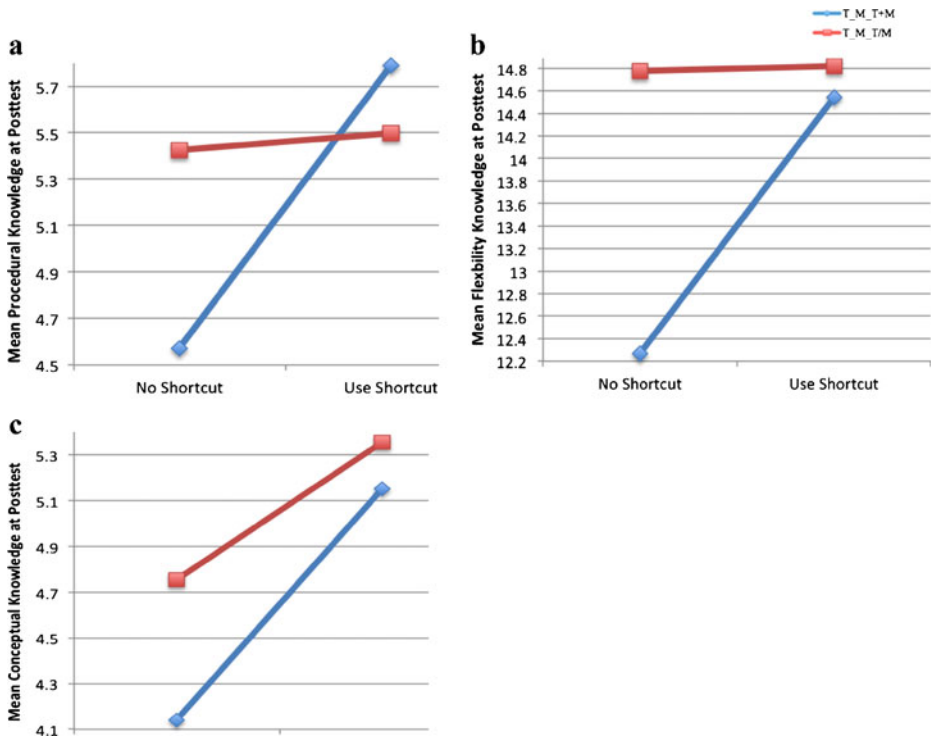 T_M_T+M
T_M_T/M
a
Mean Procedural Knowledge at Posttest
5.7
5.5
5.3
5.1
4.9
4.7
4.5
No Shortcut
Use Shortcut
b
Mean Flexbility Knowledge at Posttest
14.8
14.6
14.4
14.2
14
13.8
13.6
13.4
13.2
13
12.8
12.6
12.4
12.2
No Shortcut
Use Shortcut
c
Mean Conceptual Knowledge at Posttest
5.3
5.1
4.9
4.7
4.5
4.3
4.1